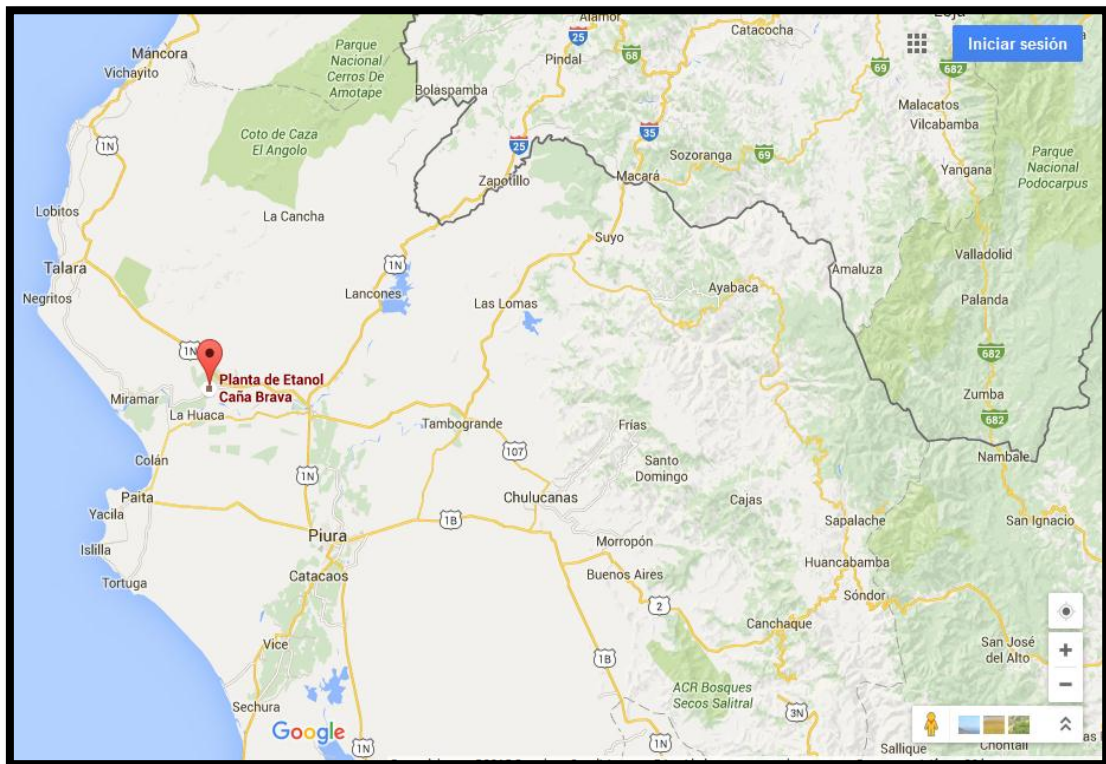 Alamor
Loja
Catacocha
25
Iniciar sesión
Máncora
Parque
Nacional
Cerros De
Amotape
Pindal
68
69
682
Vichayito
Bolaspamba
Malacatos
Vilcabamba
Coto de Caza
El Angolo
1N
25
35
Sozoranga
69
Parque
Nacional
Podocarpus
Zapotillo
Macará
Yangana
Lobitos
La Cancha
Suyo
Valladolid
Talara
1N
Amaluza
Negritos
Lancones
Las Lomas
Ayabaca
Palanda
1N
682
Planta de Etanol
Caña Brava
Miramar
La Huaca
Zumba
682
Tambogrande
Frías
107
Nambale
Colán
Santo
Domingo
1N
Paita
Chulucanas
Cajas
Yacila
1B
Sapalache
San Ignacio
Piura
Islilla
Morropón
Huancabamba
Catacaos
Buenos Aires
Tortuga
2
Sóndor
Canchaque
Vice
San José
del Alto
1B
+
ACR Bosques
Secos Salitral
−
Sechura
3N
Google
1N
1N
Sallique
Chontalí